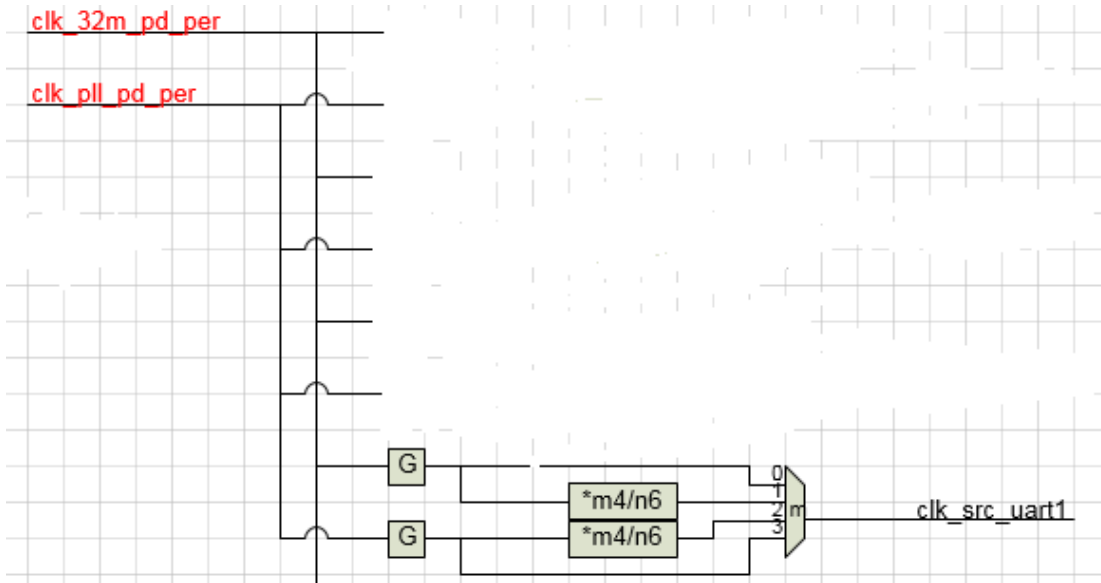 clk_32m_pd_per
clk_pll_pd_per
G
0
1
*m4/n6
2
m
clk_src_uart1
3
G
*m4/n6